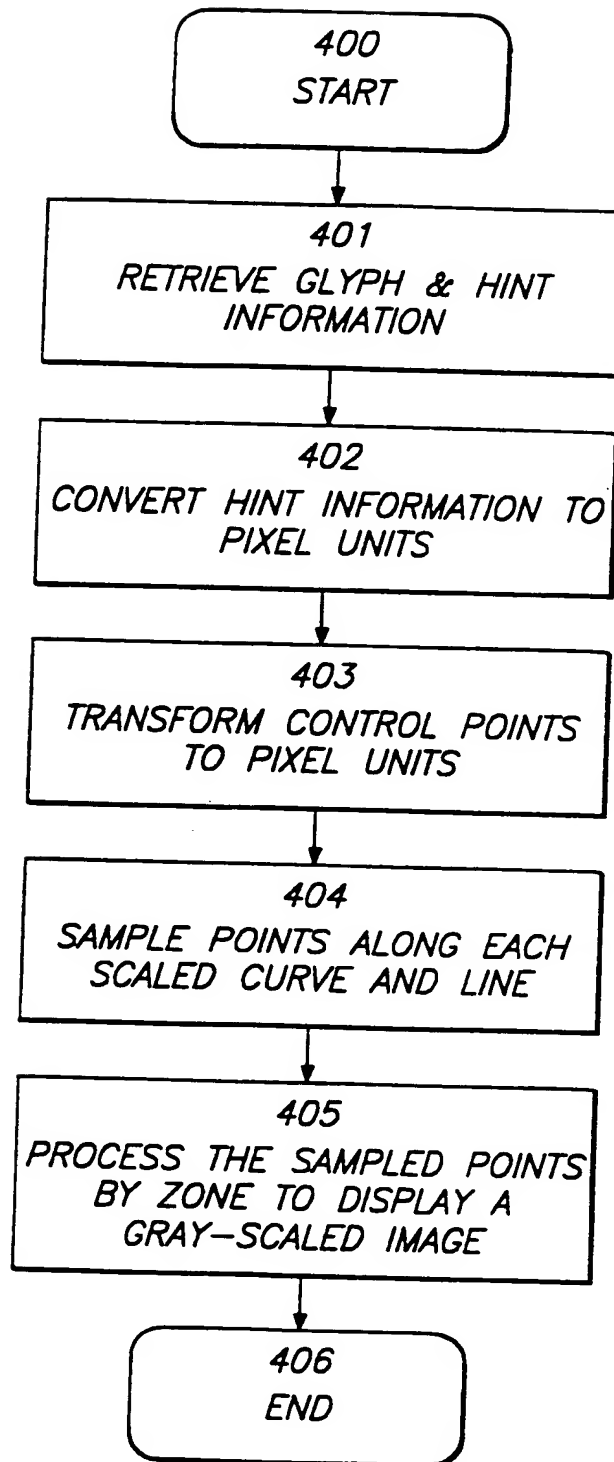 400
START
401
RETRIEVE GLYPH & HINT
INFORMATION
402
CONVERT HINT INFORMATION TO
PIXEL UNITS
403
TRANSFORM CONTROL POINTS
TO PIXEL UNITS
404
SAMPLE POINTS ALONG EACH
SCALED CURVE AND LINE
405
PROCESS THE SAMPLED POINTS
BY ZONE TO DISPLAY A
GRAY-SCALED IMAGE
406
END